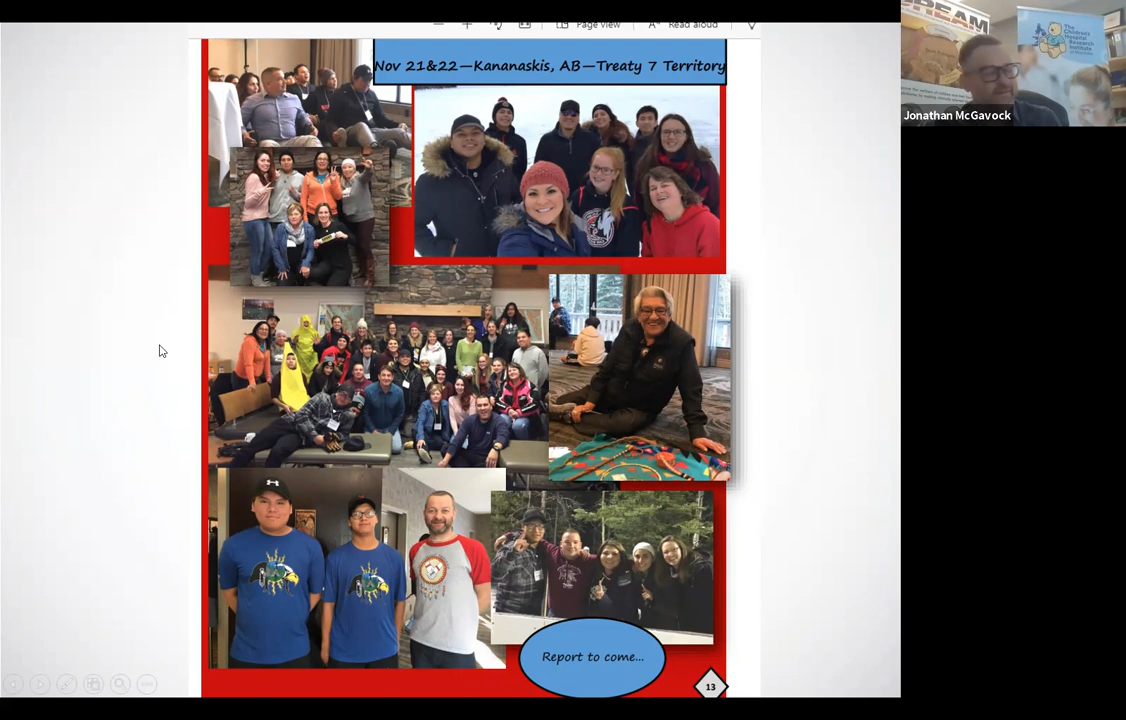 Page view
Read aloud
Nov 21&22—Kananaskis, AB—Treaty 7 Territory
Report to come...
13
The
Children's
Hospital
Research
Institute
Jonathan McGavock